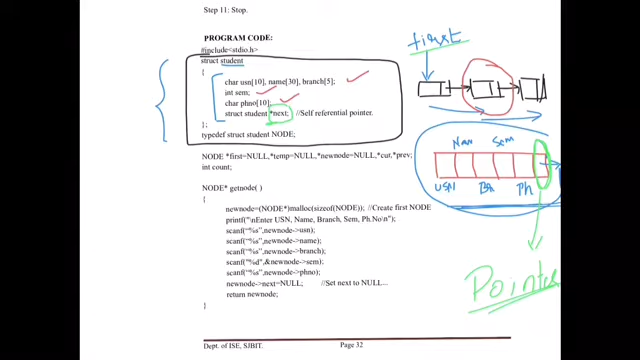 Step 11: Stop.
PROGRAM CODE:
#include<stdio.h>
struct student
{
char usn[10], name[30], branch[5];
int sem;
char phno[10];
struct student *next; //Self referential pointer.
};
typedef struct student NODE;
NODE *first=NULL, *temp=NULL, *newnode=NULL, *cur, *prev;
int count;
NODE* getnode( )
{
newnode=(NODE*)malloc(sizeof(NODE)); //Create first NODE
printf("\nEnter USN, Name, Branch, Sem, Ph.No\n");
scanf("%s",newnode->usn);
scanf("%s",newnode->name);
scanf("%s",newnode->branch);
scanf("%d",&newnode->sem);
scanf("%s",newnode->phno);
newnode->next=NULL; //Set next to NULL...
return newnode;
}
Dept. of ISE, SJBIT. Page 32
first
Nam Sem
USN Br Ph
Pointer